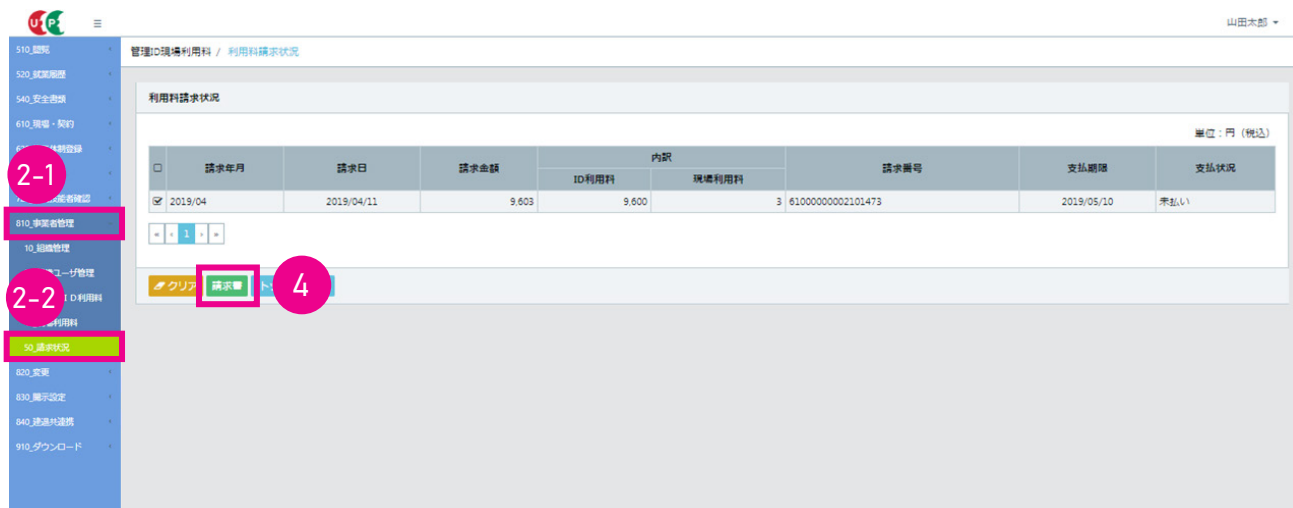 山田太郎
510_閲覧
520_就業履歴
540_安全書類
610_現場・契約
2-1
810_事業者管理
10_組織管理
2-2
50_請求状況
820_変更
830_開示設定
840_建退共連携
910_ダウンロード
管理ID現場利用料 / 利用料請求状況
利用料請求状況
単位:円(税込)
請求年月 請求日 請求金額 内訳 請求番号 支払期限 支払状況
ID利用料 現場利用料
2019/04 2019/04/11 9,603 9,600 3 61000000002101473 2019/05/10 未払い
« ‹ 1 › »
クリア 請求書 4